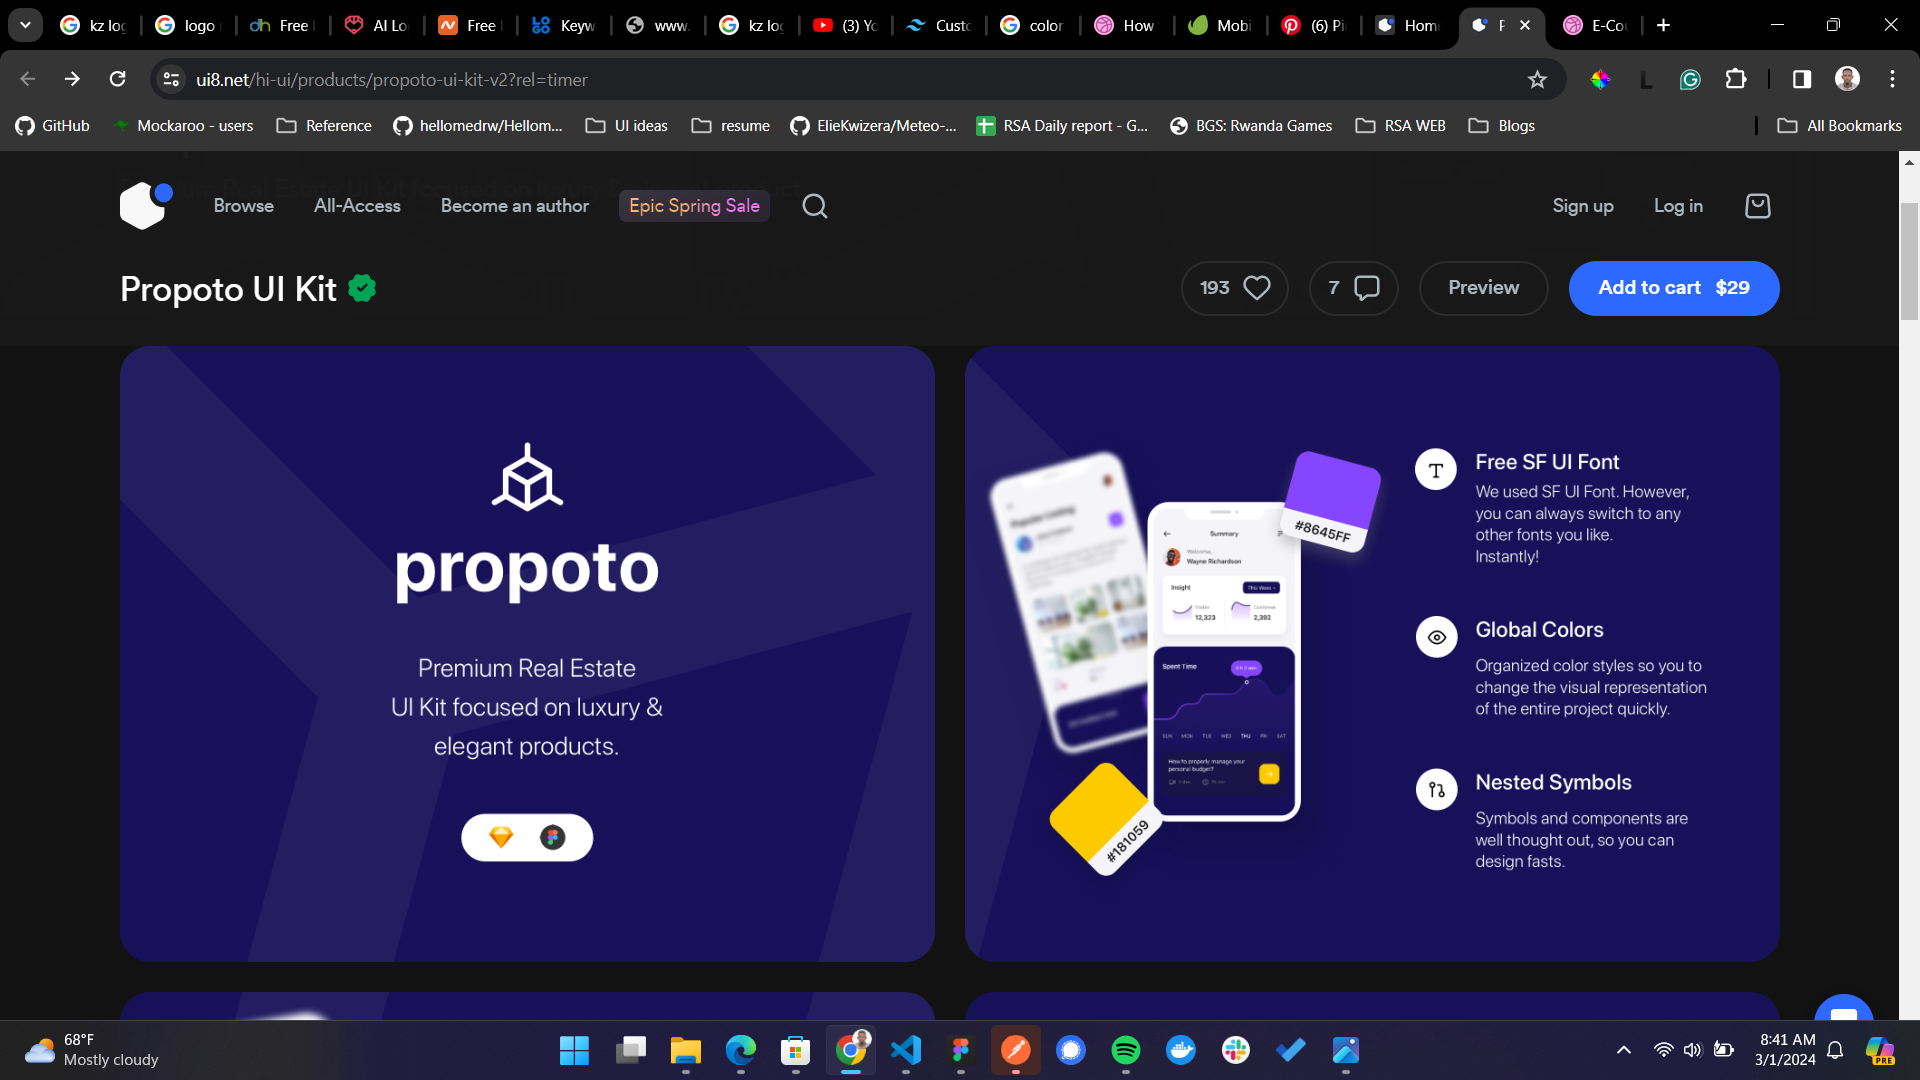 kz log
logo
Free
AI Lo
Free
Keyw
www.
kz log
(3) Yo
Custo
color
How
Mobi
(6) Pi
Home
E-Cou
ui8.net/hi-ui/products/propoto-ui-kit-v2?rel=timer
GitHub
Mockaroo - users
Reference
hellomedrw/Hellom...
UI ideas
resume
ElieKwizera/Meteo-...
RSA Daily report - G...
BGS: Rwanda Games
RSA WEB
Blogs
All Bookmarks
Browse
All-Access
Become an author
Epic Spring Sale
Sign up
Log in
Propoto UI Kit
193
7
Preview
Add to cart $29
propoto
Premium Real Estate
UI Kit focused on luxury &
elegant products.
Summary
Welcome,
Wayne Richardson
Insight
This Week
Visitor
12,323
Customer
2,392
Spent Time
SUN MON TUE WED THU FRI SAT
How to properly manage your
personal budget?
#8645FF
#181059
Free SF UI Font
We used SF UI Font. However,
you can always switch to any
other fonts you like.
Instantly!
Global Colors
Organized color styles so you to
change the visual representation
of the entire project quickly.
Nested Symbols
Symbols and components are
well thought out, so you can
design fasts.
68°F
Mostly cloudy
8:41 AM
3/1/2024
PRE